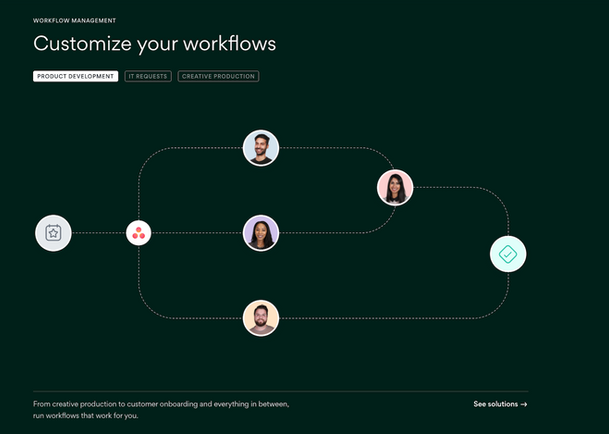 WORKFLOW MANAGEMENT
Customize your workflows
PRODUCT DEVELOPMENT
IT REQUESTS
CREATIVE PRODUCTION
From creative production to customer onboarding and everything in between,
run workflows that work for you.
See solutions →